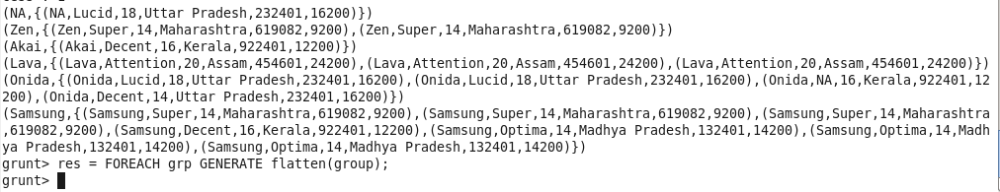 (NA,{(NA,Lucid,18,Uttar Pradesh,232401,16200)})
(Zen,{(Zen,Super,14,Maharashtra,619082,9200),(Zen,Super,14,Maharashtra,619082,9200)})
(Akai,{(Akai,Decent,16,Kerala,922401,12200)})
(Lava,{(Lava,Attention,20,Assam,454601,24200),(Lava,Attention,20,Assam,454601,24200),(Lava,Attention,20,Assam,454601,24200)})
(Onida,{(Onida,Lucid,18,Uttar Pradesh,232401,16200),(Onida,Lucid,18,Uttar Pradesh,232401,16200),(Onida,NA,16,Kerala,922401,12
200),(Onida,Decent,14,Uttar Pradesh,232401,16200)})
(Samsung,{(Samsung,Super,14,Maharashtra,619082,9200),(Samsung,Super,14,Maharashtra,619082,9200),(Samsung,Super,14,Maharashtra
,619082,9200),(Samsung,Decent,16,Kerala,922401,12200),(Samsung,Optima,14,Madhya Pradesh,132401,14200),(Samsung,Optima,14,Madh
ya Pradesh,132401,14200),(Samsung,Optima,14,Madhya Pradesh,132401,14200)})
grunt> res = FOREACH grp GENERATE flatten(group);
grunt>